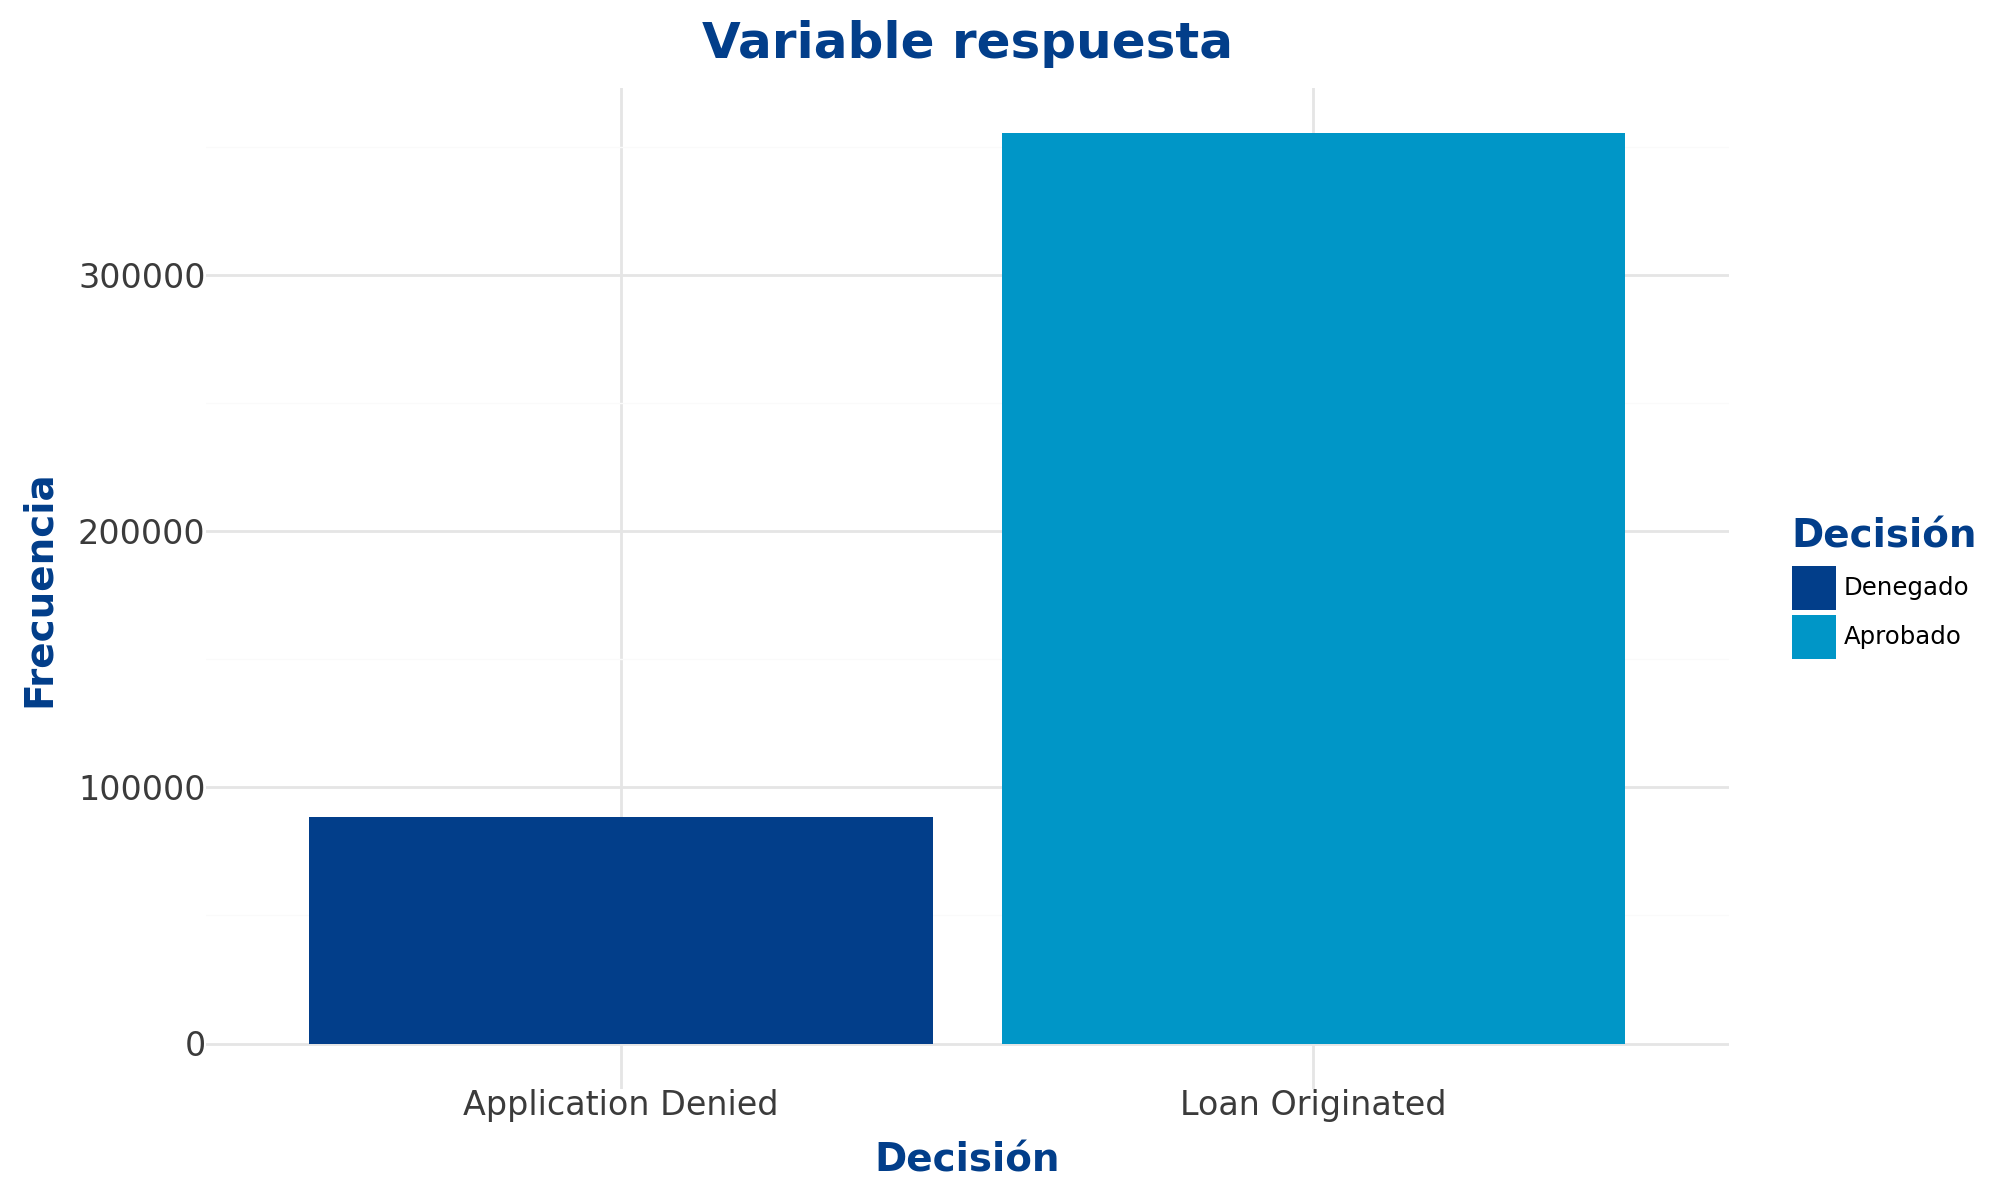 Variable respuesta
Frecuencia
300000
200000
100000
0
Application Denied
Loan Originated
Decisión
Decisión
Denegado
Aprobado